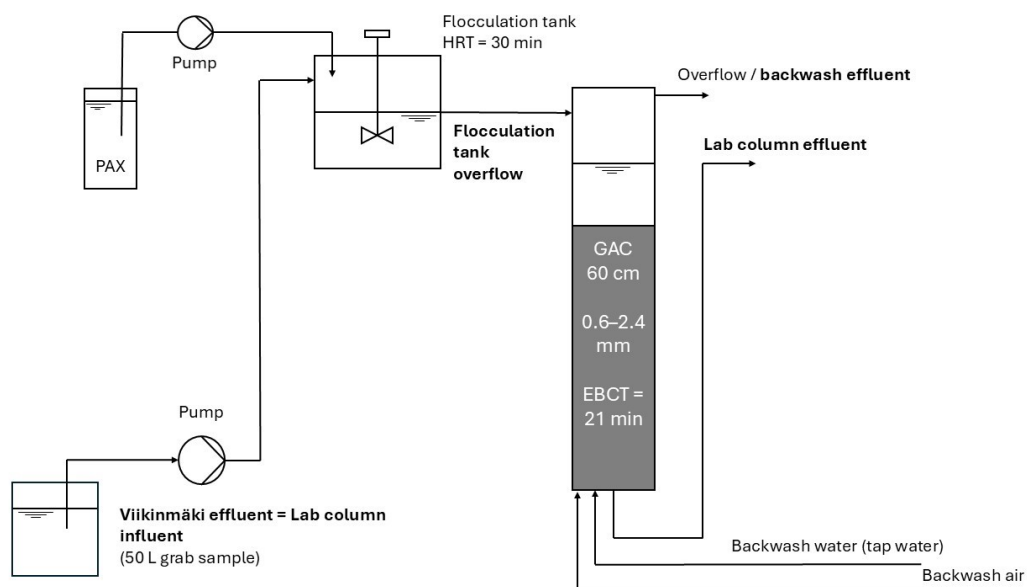 Flocculation tank
HRT = 30 min
Pump
PAX
Flocculation
tank
overflow
Overflow / backwash effluent
Lab column effluent
GAC
60 cm
0.6–2.4
mm
EBCT =
21 min
Pump
Viikinmäki effluent = Lab column
influent
(50 L grab sample)
Backwash water (tap water)
Backwash air